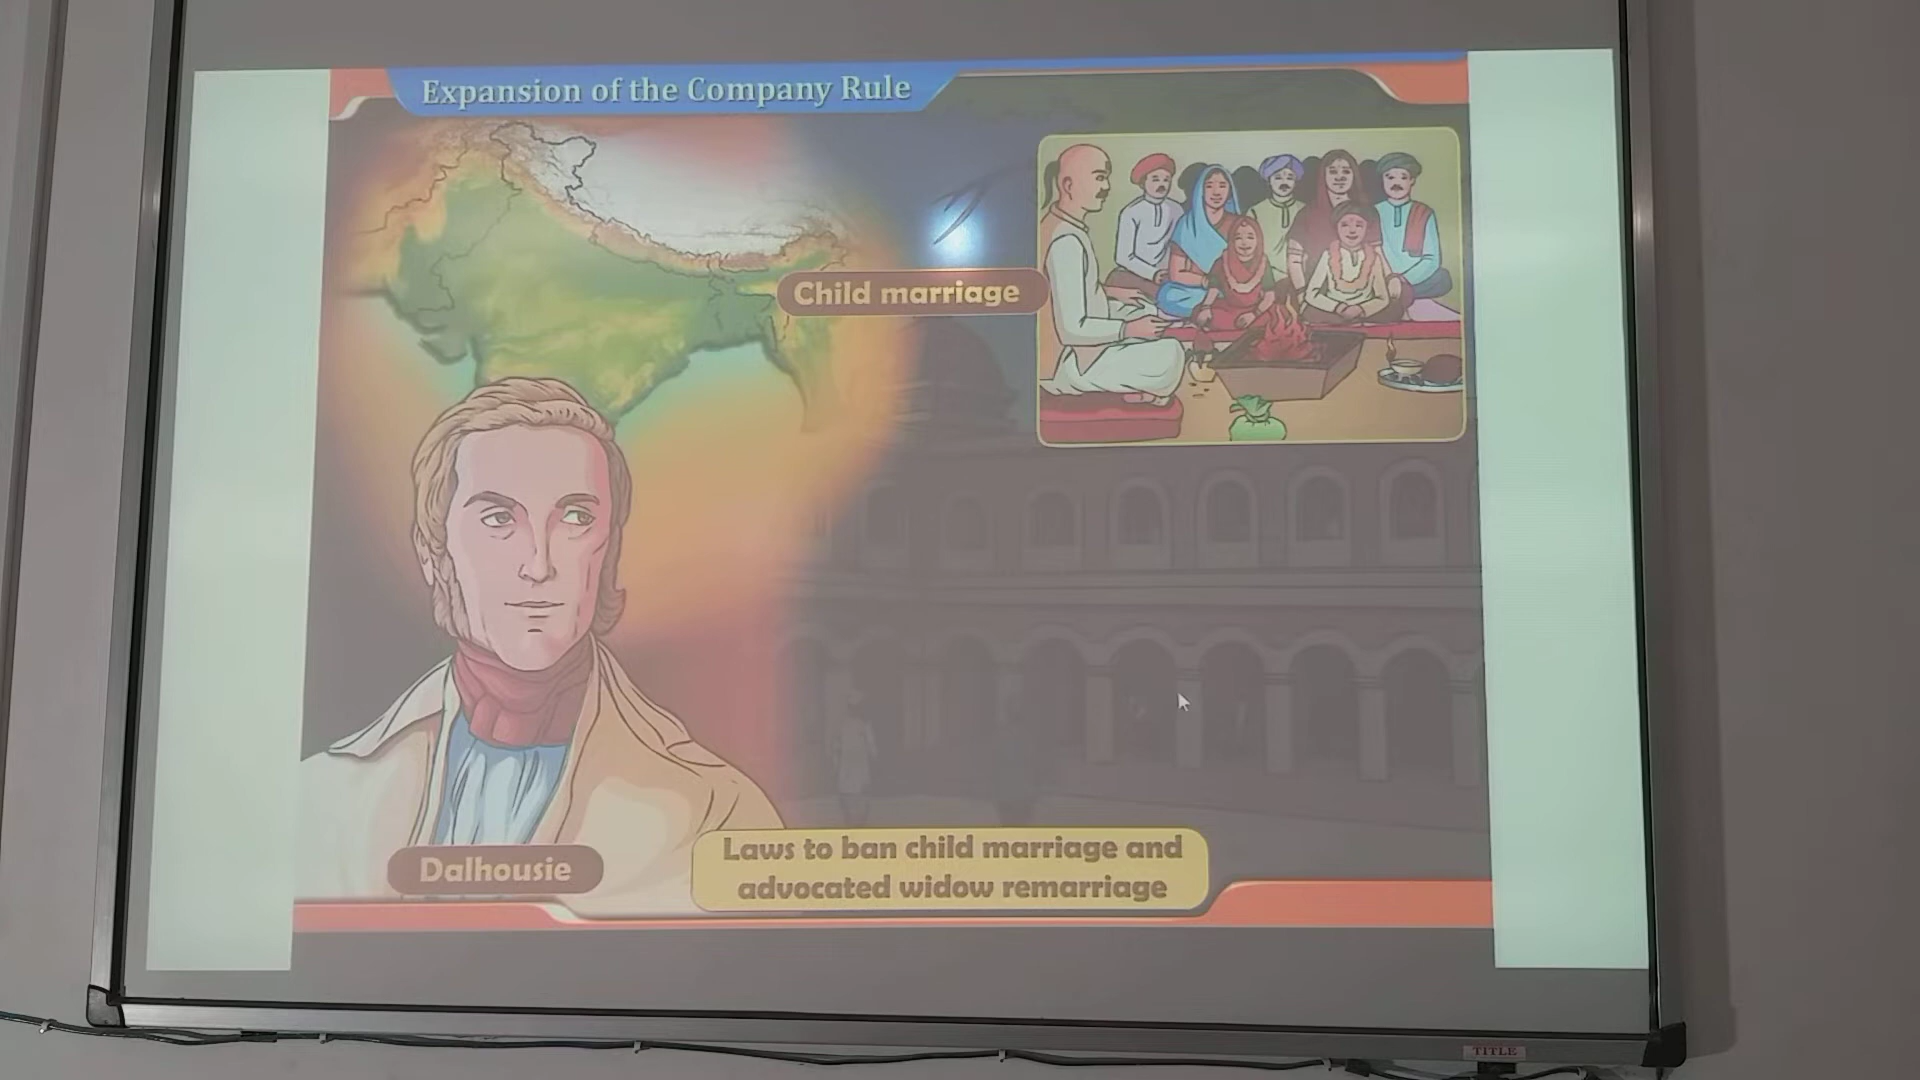 Expansion of the Company Rule
Child marriage
Dalhousie
Laws to ban child marriage and
advocated widow remarriage
TITLE